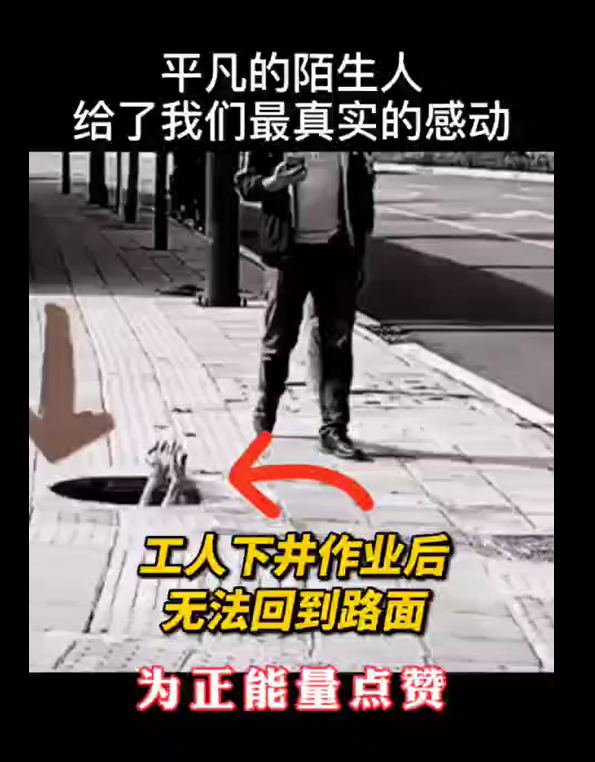 平凡的陌生人
给了我们最真实的感动
工人下井作业后
无法回到路面
为正能量点赞